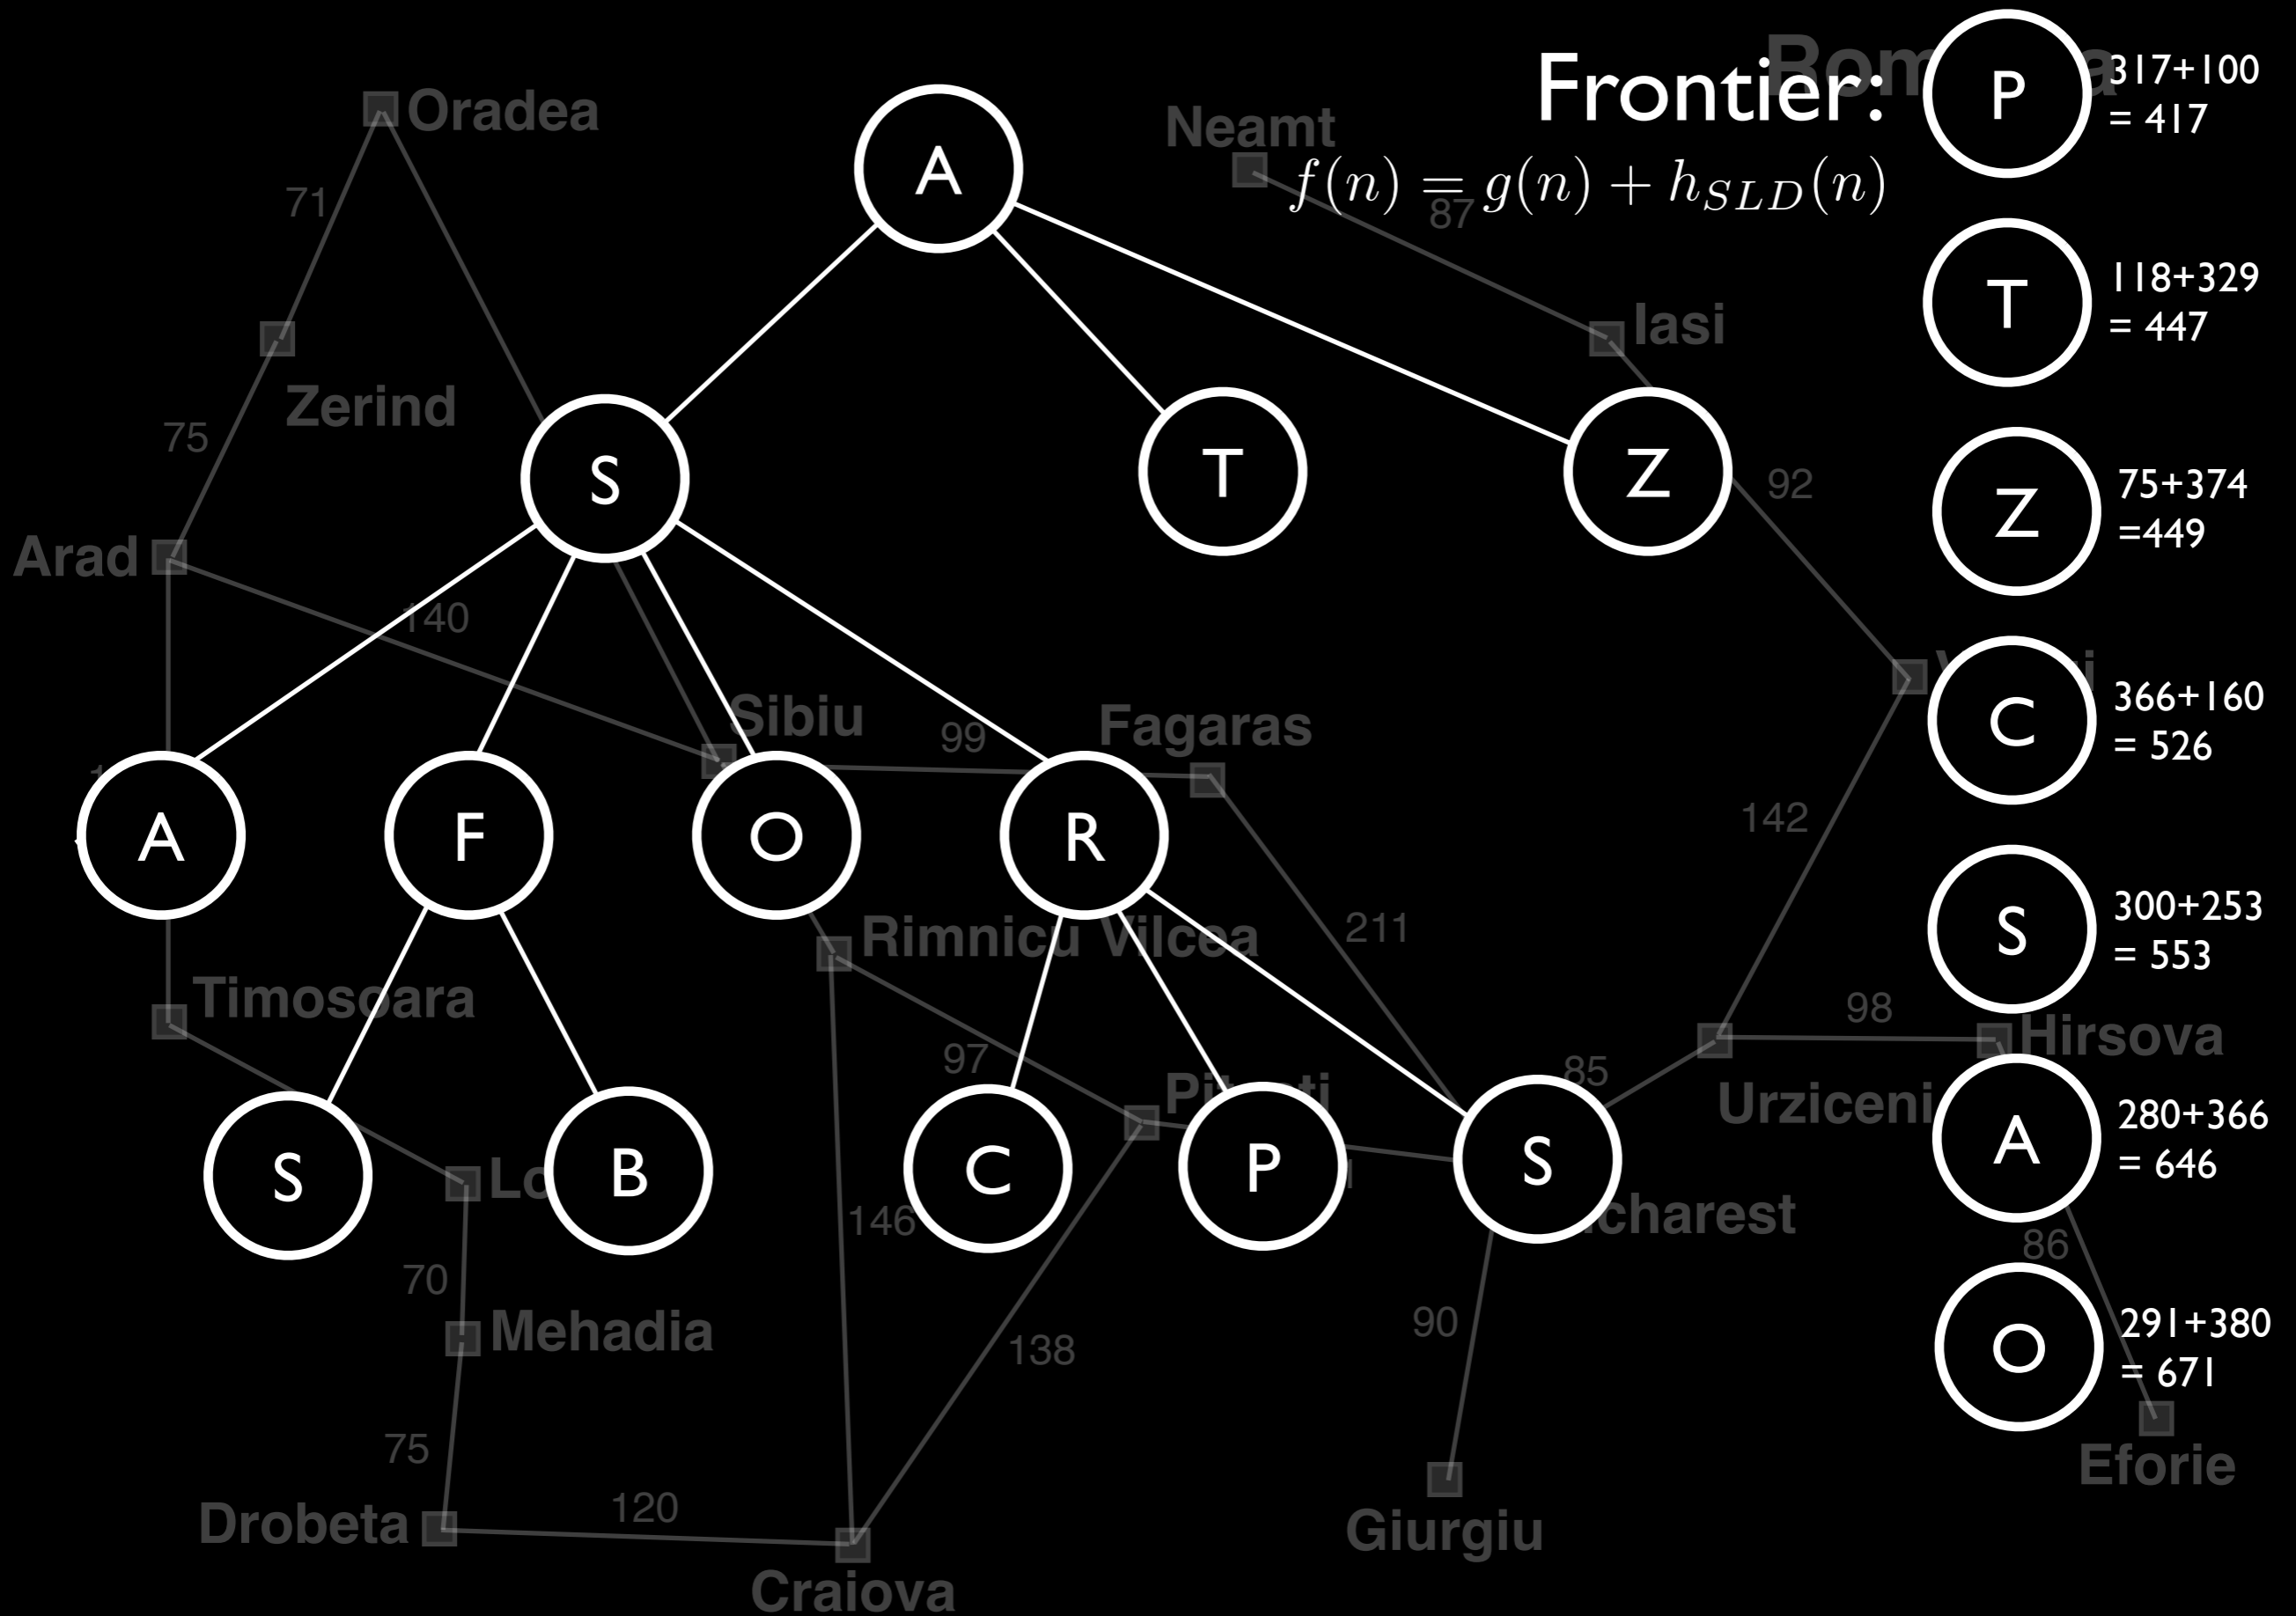 Frontier:
f(n) = g(n) + h_{SLD}(n)
P
317+100
= 417
T
118+329
= 447
Z
75+374
=449
C
366+160
= 526
S
300+253
= 553
A
280+366
= 646
O
291+380
= 671
A
S
T
Z
A
F
O
R
S
B
C
P
S
Oradea
Neamt
71
87
Zerind
Iasi
75
92
Arad
140
Sibiu
99
Fagaras
142
211
Rimnicu Vilcea
Timosoara
98
Hirsova
97
85
Urziceni
146
86
70
Mehadia
138
90
75
Eforie
Drobeta
120
Giurgiu
Craiova